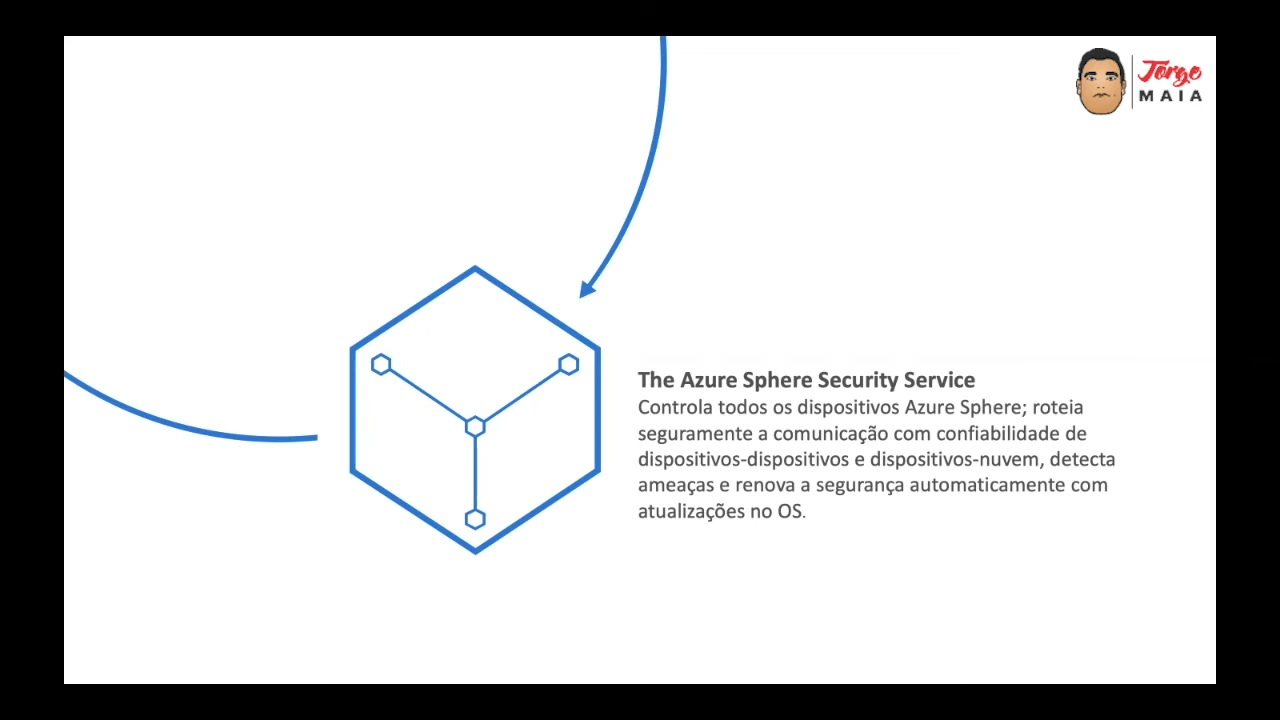 Jorge
MAIA
The Azure Sphere Security Service
Controla todos os dispositivos Azure Sphere; roteia
seguramente a comunicação com confiabilidade de
dispositivos-dispositivos e dispositivos-nuvem, detecta
ameaças e renova a segurança automaticamente com
atualizações no OS.